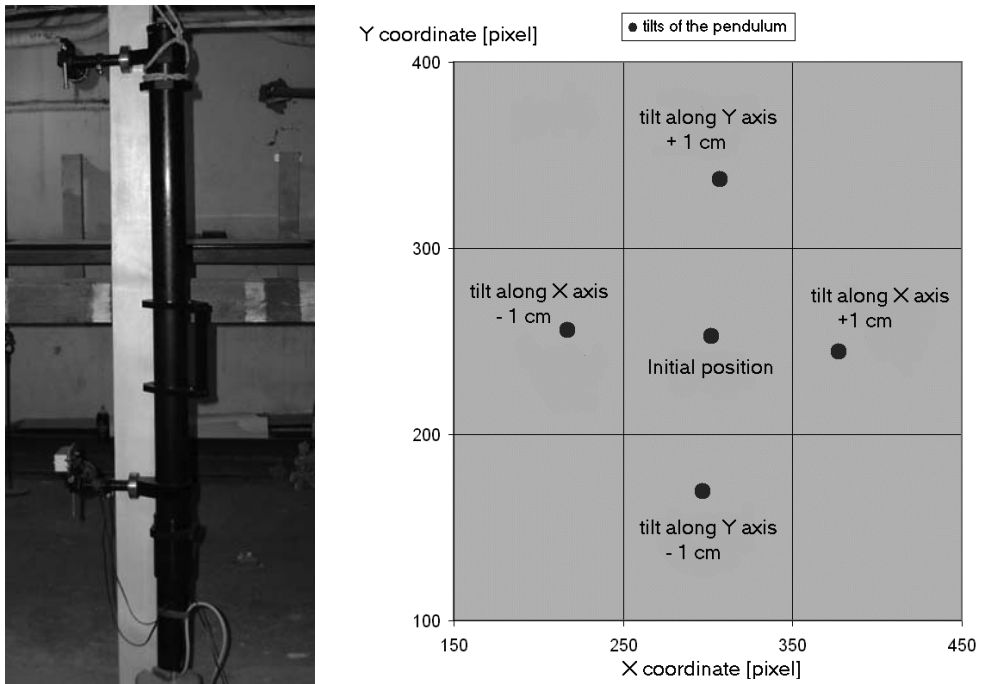 Y coordinate [pixel]
tilts of the pendulum
400
300
200
100
tilt along Y axis
+ 1 cm
tilt along X axis
- 1 cm
tilt along X axis
+1 cm
Initial position
tilt along Y axis
- 1 cm
150
250
350
450
X coordinate [pixel]